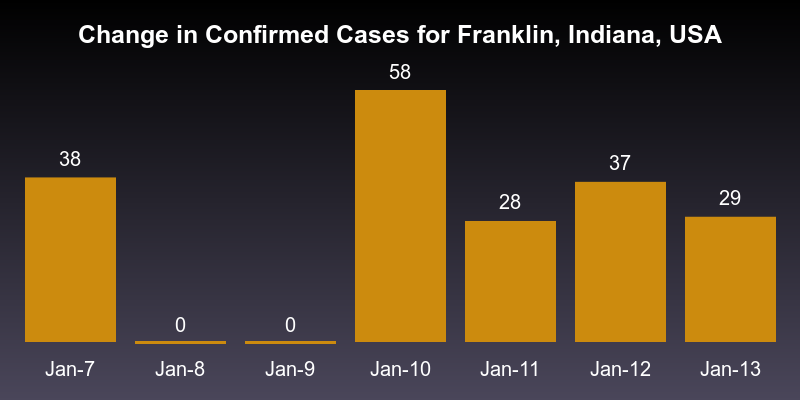 Change in Confirmed Cases for Franklin, Indiana, USA
38 0 0 58 28 37 29
Jan-7 Jan-8 Jan-9 Jan-10 Jan-11 Jan-12 Jan-13